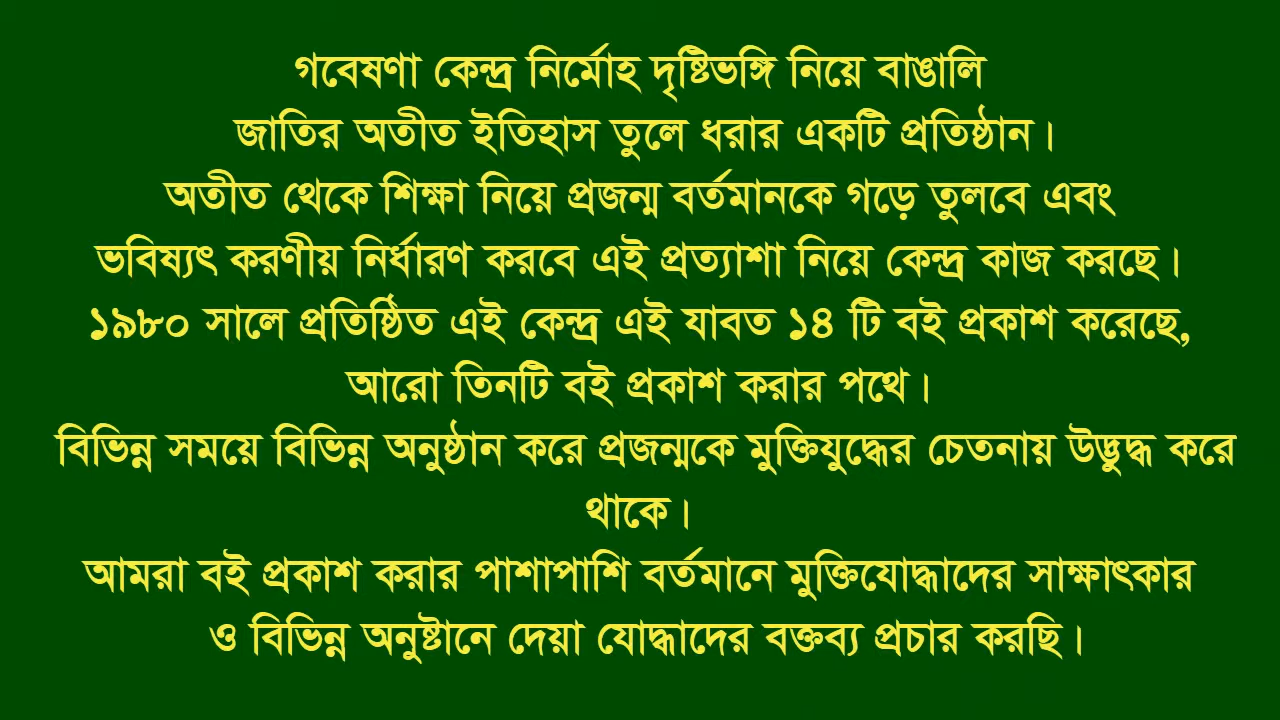 গবেষণা কেন্দ্র নির্মোহ দৃষ্টিভঙ্গি নিয়ে বাঙালি
জাতির অতীত ইতিহাস তুলে ধরার একটি প্রতিষ্ঠান।
অতীত থেকে শিক্ষা নিয়ে প্রজন্ম বর্তমানকে গড়ে তুলবে এবং
ভবিষ্যৎ করণীয় নির্ধারণ করবে এই প্রত্যাশা নিয়ে কেন্দ্র কাজ করছে।
১৯৮০ সালে প্রতিষ্ঠিত এই কেন্দ্র এই যাবত ১৪ টি বই প্রকাশ করেছে,
আরো তিনটি বই প্রকাশ করার পথে।
বিভিন্ন সময়ে বিভিন্ন অনুষ্ঠান করে প্রজন্মকে মুক্তিযুদ্ধের চেতনায় উদ্ভুদ্ধ করে
থাকে।
আমরা বই প্রকাশ করার পাশাপাশি বর্তমানে মুক্তিযোদ্ধাদের সাক্ষাৎকার
ও বিভিন্ন অনুষ্টানে দেয়া যোদ্ধাদের বক্তব্য প্রচার করছি।